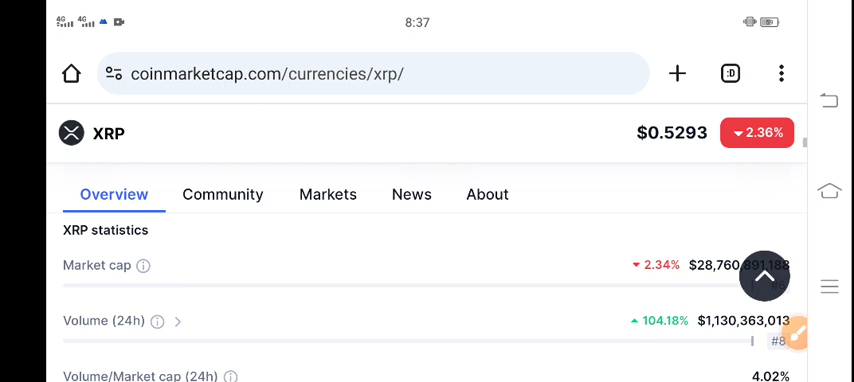 4G 4G 8:37
coinmarketcap.com/currencies/xrp/ :D
XRP $0.5293 2.36%
Overview Community Markets News About
XRP statistics
Market cap 2.34% $28,760,891,188
Volume (24h) 104.18% $1,130,363,013
#8
Volume/Market cap (24h) 4.02%